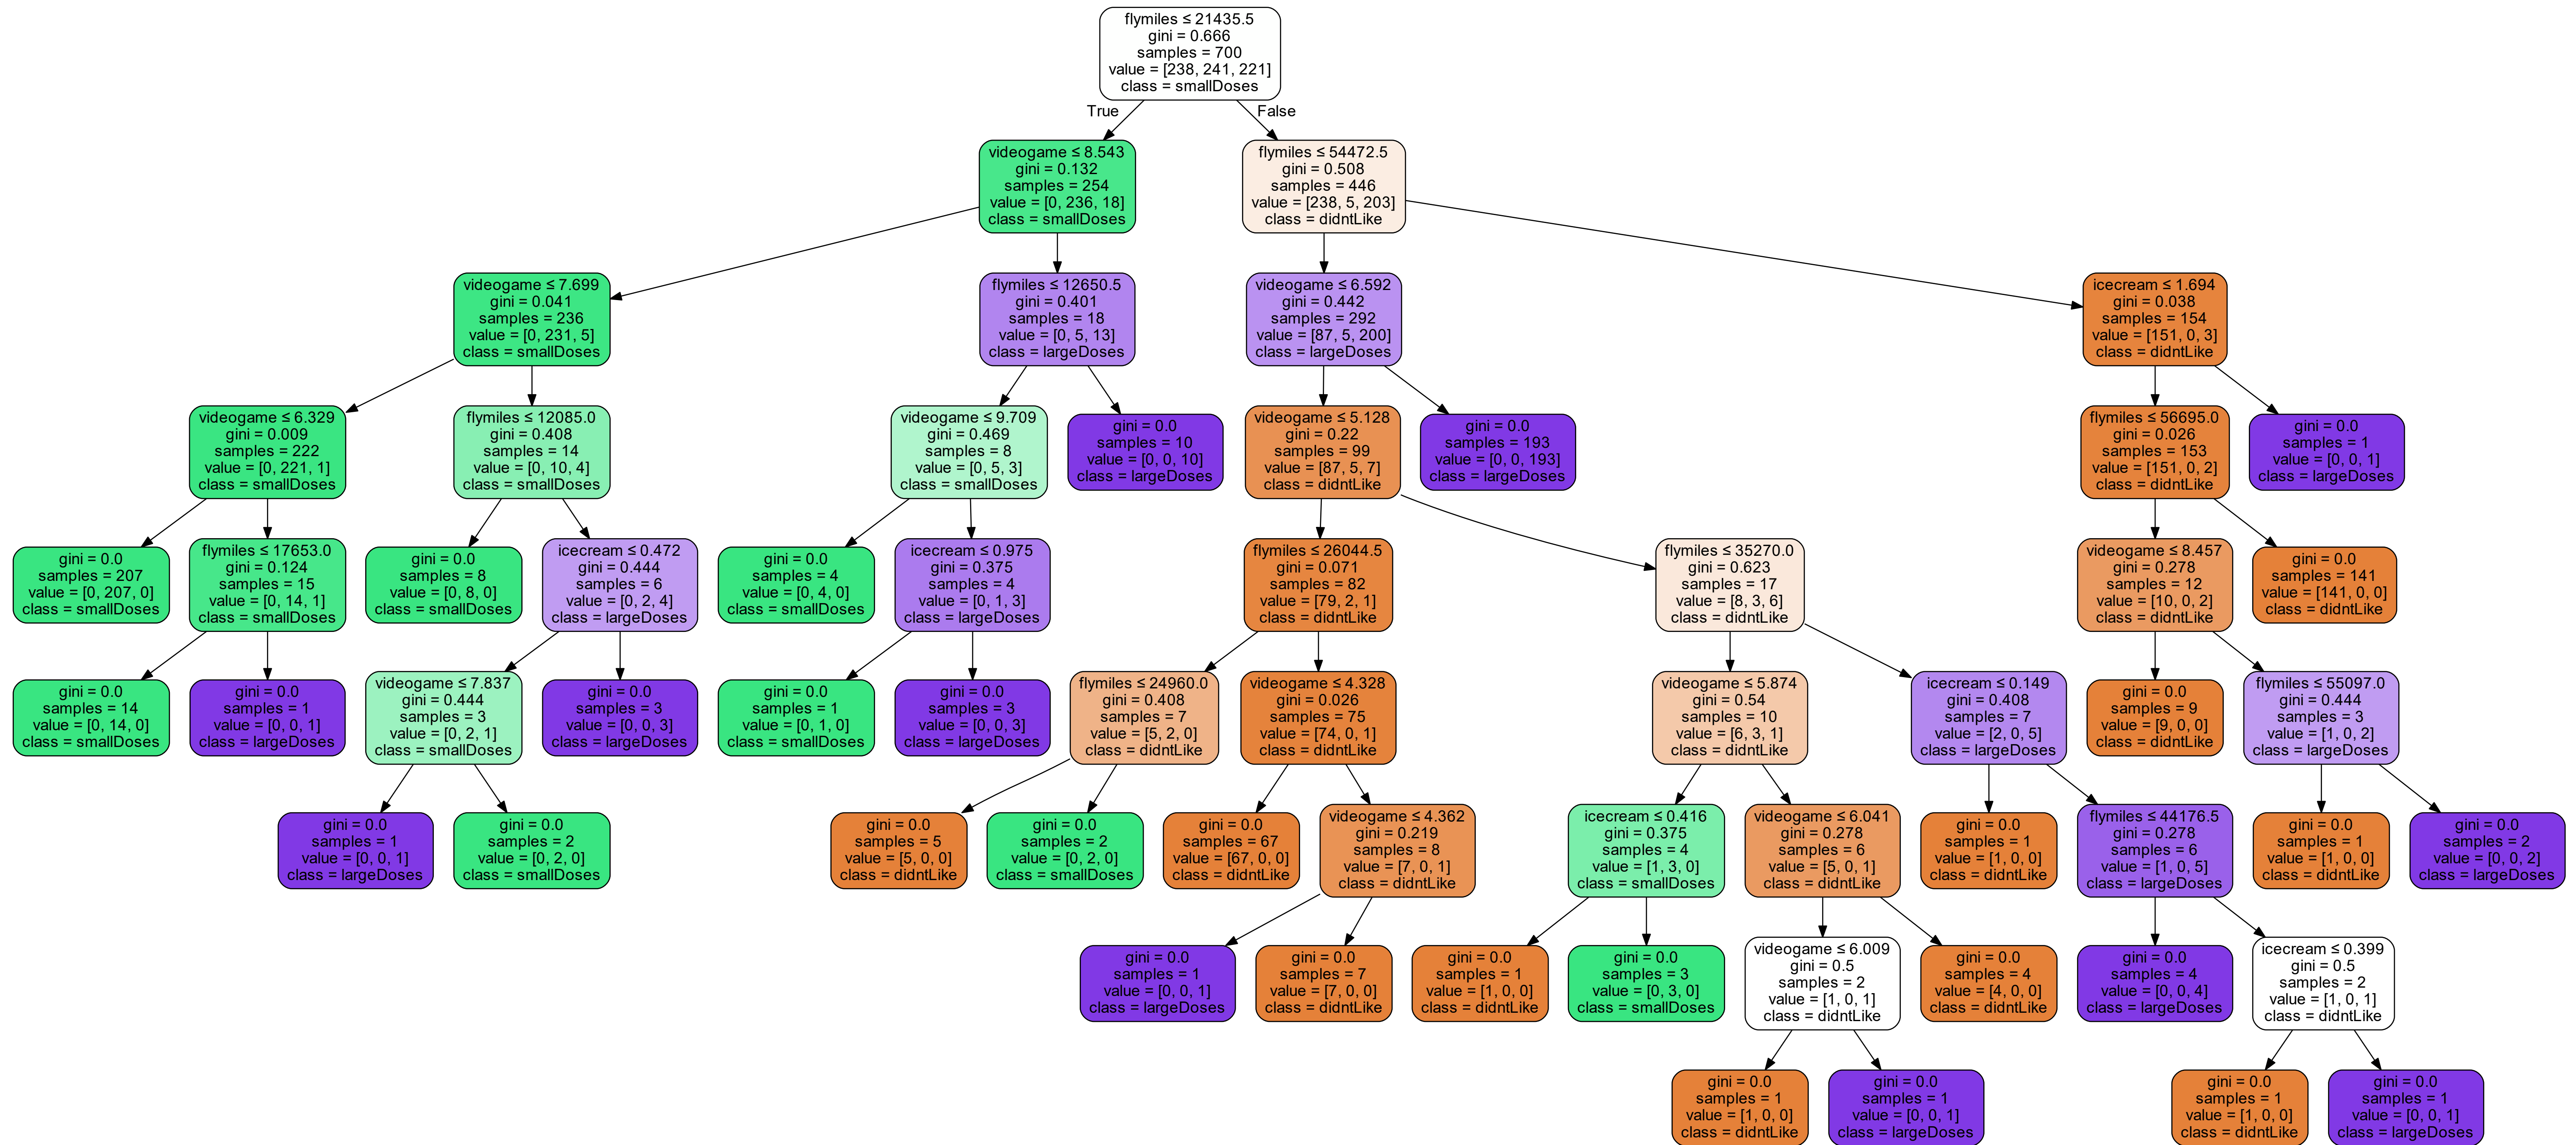 flymiles ≤ 21435.5
gini = 0.666
samples = 700
value = [238, 241, 221]
class = smallDoses
True
False
videogame ≤ 8.543
gini = 0.132
samples = 254
value = [0, 236, 18]
class = smallDoses
flymiles ≤ 54472.5
gini = 0.508
samples = 446
value = [238, 5, 203]
class = didntLike
videogame ≤ 7.699
gini = 0.041
samples = 236
value = [0, 231, 5]
class = smallDoses
flymiles ≤ 12650.5
gini = 0.401
samples = 18
value = [0, 5, 13]
class = largeDoses
videogame ≤ 6.592
gini = 0.442
samples = 292
value = [87, 5, 200]
class = largeDoses
icecream ≤ 1.694
gini = 0.038
samples = 154
value = [151, 0, 3]
class = didntLike
videogame ≤ 6.329
gini = 0.009
samples = 222
value = [0, 221, 1]
class = smallDoses
flymiles ≤ 12085.0
gini = 0.408
samples = 14
value = [0, 10, 4]
class = smallDoses
videogame ≤ 9.709
gini = 0.469
samples = 8
value = [0, 5, 3]
class = smallDoses
gini = 0.0
samples = 10
value = [0, 0, 10]
class = largeDoses
videogame ≤ 5.128
gini = 0.22
samples = 99
value = [87, 5, 7]
class = didntLike
gini = 0.0
samples = 193
value = [0, 0, 193]
class = largeDoses
flymiles ≤ 56695.0
gini = 0.026
samples = 153
value = [151, 0, 2]
class = didntLike
gini = 0.0
samples = 1
value = [0, 0, 1]
class = largeDoses
gini = 0.0
samples = 207
value = [0, 207, 0]
class = smallDoses
flymiles ≤ 17653.0
gini = 0.124
samples = 15
value = [0, 14, 1]
class = smallDoses
gini = 0.0
samples = 8
value = [0, 8, 0]
class = smallDoses
icecream ≤ 0.472
gini = 0.444
samples = 6
value = [0, 2, 4]
class = largeDoses
gini = 0.0
samples = 4
value = [0, 4, 0]
class = smallDoses
icecream ≤ 0.975
gini = 0.375
samples = 4
value = [0, 1, 3]
class = largeDoses
flymiles ≤ 26044.5
gini = 0.071
samples = 82
value = [79, 2, 1]
class = didntLike
flymiles ≤ 35270.0
gini = 0.623
samples = 17
value = [8, 3, 6]
class = didntLike
videogame ≤ 8.457
gini = 0.278
samples = 12
value = [10, 0, 2]
class = didntLike
gini = 0.0
samples = 141
value = [141, 0, 0]
class = didntLike
gini = 0.0
samples = 14
value = [0, 14, 0]
class = smallDoses
gini = 0.0
samples = 1
value = [0, 0, 1]
class = largeDoses
videogame ≤ 7.837
gini = 0.444
samples = 3
value = [0, 2, 1]
class = smallDoses
gini = 0.0
samples = 3
value = [0, 0, 3]
class = largeDoses
gini = 0.0
samples = 1
value = [0, 1, 0]
class = smallDoses
gini = 0.0
samples = 3
value = [0, 0, 3]
class = largeDoses
flymiles ≤ 24960.0
gini = 0.408
samples = 7
value = [5, 2, 0]
class = didntLike
videogame ≤ 4.328
gini = 0.026
samples = 75
value = [74, 0, 1]
class = didntLike
videogame ≤ 5.874
gini = 0.54
samples = 10
value = [6, 3, 1]
class = didntLike
icecream ≤ 0.149
gini = 0.408
samples = 7
value = [2, 0, 5]
class = largeDoses
gini = 0.0
samples = 9
value = [9, 0, 0]
class = didntLike
flymiles ≤ 55097.0
gini = 0.444
samples = 3
value = [1, 0, 2]
class = largeDoses
gini = 0.0
samples = 1
value = [0, 0, 1]
class = largeDoses
gini = 0.0
samples = 2
value = [0, 2, 0]
class = smallDoses
gini = 0.0
samples = 5
value = [5, 0, 0]
class = didntLike
gini = 0.0
samples = 2
value = [0, 2, 0]
class = smallDoses
gini = 0.0
samples = 67
value = [67, 0, 0]
class = didntLike
videogame ≤ 4.362
gini = 0.219
samples = 8
value = [7, 0, 1]
class = didntLike
icecream ≤ 0.416
gini = 0.375
samples = 4
value = [1, 3, 0]
class = smallDoses
videogame ≤ 6.041
gini = 0.278
samples = 6
value = [5, 0, 1]
class = didntLike
gini = 0.0
samples = 1
value = [1, 0, 0]
class = didntLike
flymiles ≤ 44176.5
gini = 0.278
samples = 6
value = [1, 0, 5]
class = largeDoses
gini = 0.0
samples = 1
value = [1, 0, 0]
class = didntLike
gini = 0.0
samples = 2
value = [0, 0, 2]
class = largeDoses
gini = 0.0
samples = 1
value = [0, 0, 1]
class = largeDoses
gini = 0.0
samples = 7
value = [7, 0, 0]
class = didntLike
gini = 0.0
samples = 1
value = [1, 0, 0]
class = didntLike
gini = 0.0
samples = 3
value = [0, 3, 0]
class = smallDoses
videogame ≤ 6.009
gini = 0.5
samples = 2
value = [1, 0, 1]
class = didntLike
gini = 0.0
samples = 4
value = [4, 0, 0]
class = didntLike
gini = 0.0
samples = 4
value = [0, 0, 4]
class = largeDoses
icecream ≤ 0.399
gini = 0.5
samples = 2
value = [1, 0, 1]
class = didntLike
gini = 0.0
samples = 1
value = [1, 0, 0]
class = didntLike
gini = 0.0
samples = 1
value = [0, 0, 1]
class = largeDoses
gini = 0.0
samples = 1
value = [1, 0, 0]
class = didntLike
gini = 0.0
samples = 1
value = [0, 0, 1]
class = largeDoses